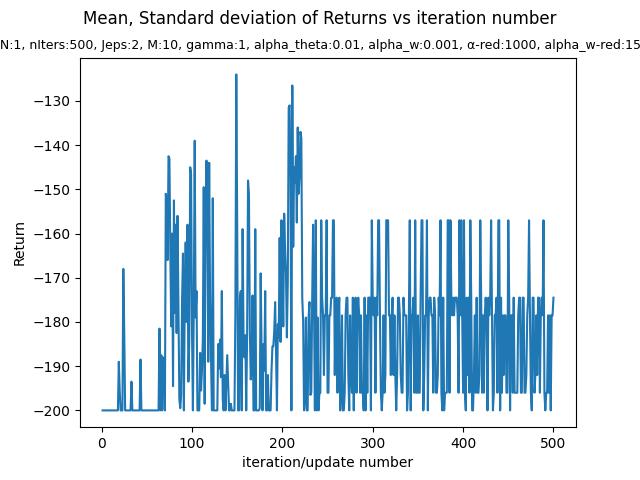 Mean, Standard deviation of Returns vs iteration number
N:1, nIters:500, Jeps:2, M:10, gamma:1, alpha_theta:0.01, alpha_w:0.001, α-red:1000, alpha_w-red:15
−130
−140
−150
−160
−170
−180
−190
−200
Return
0 100 200 300 400 500
iteration/update number